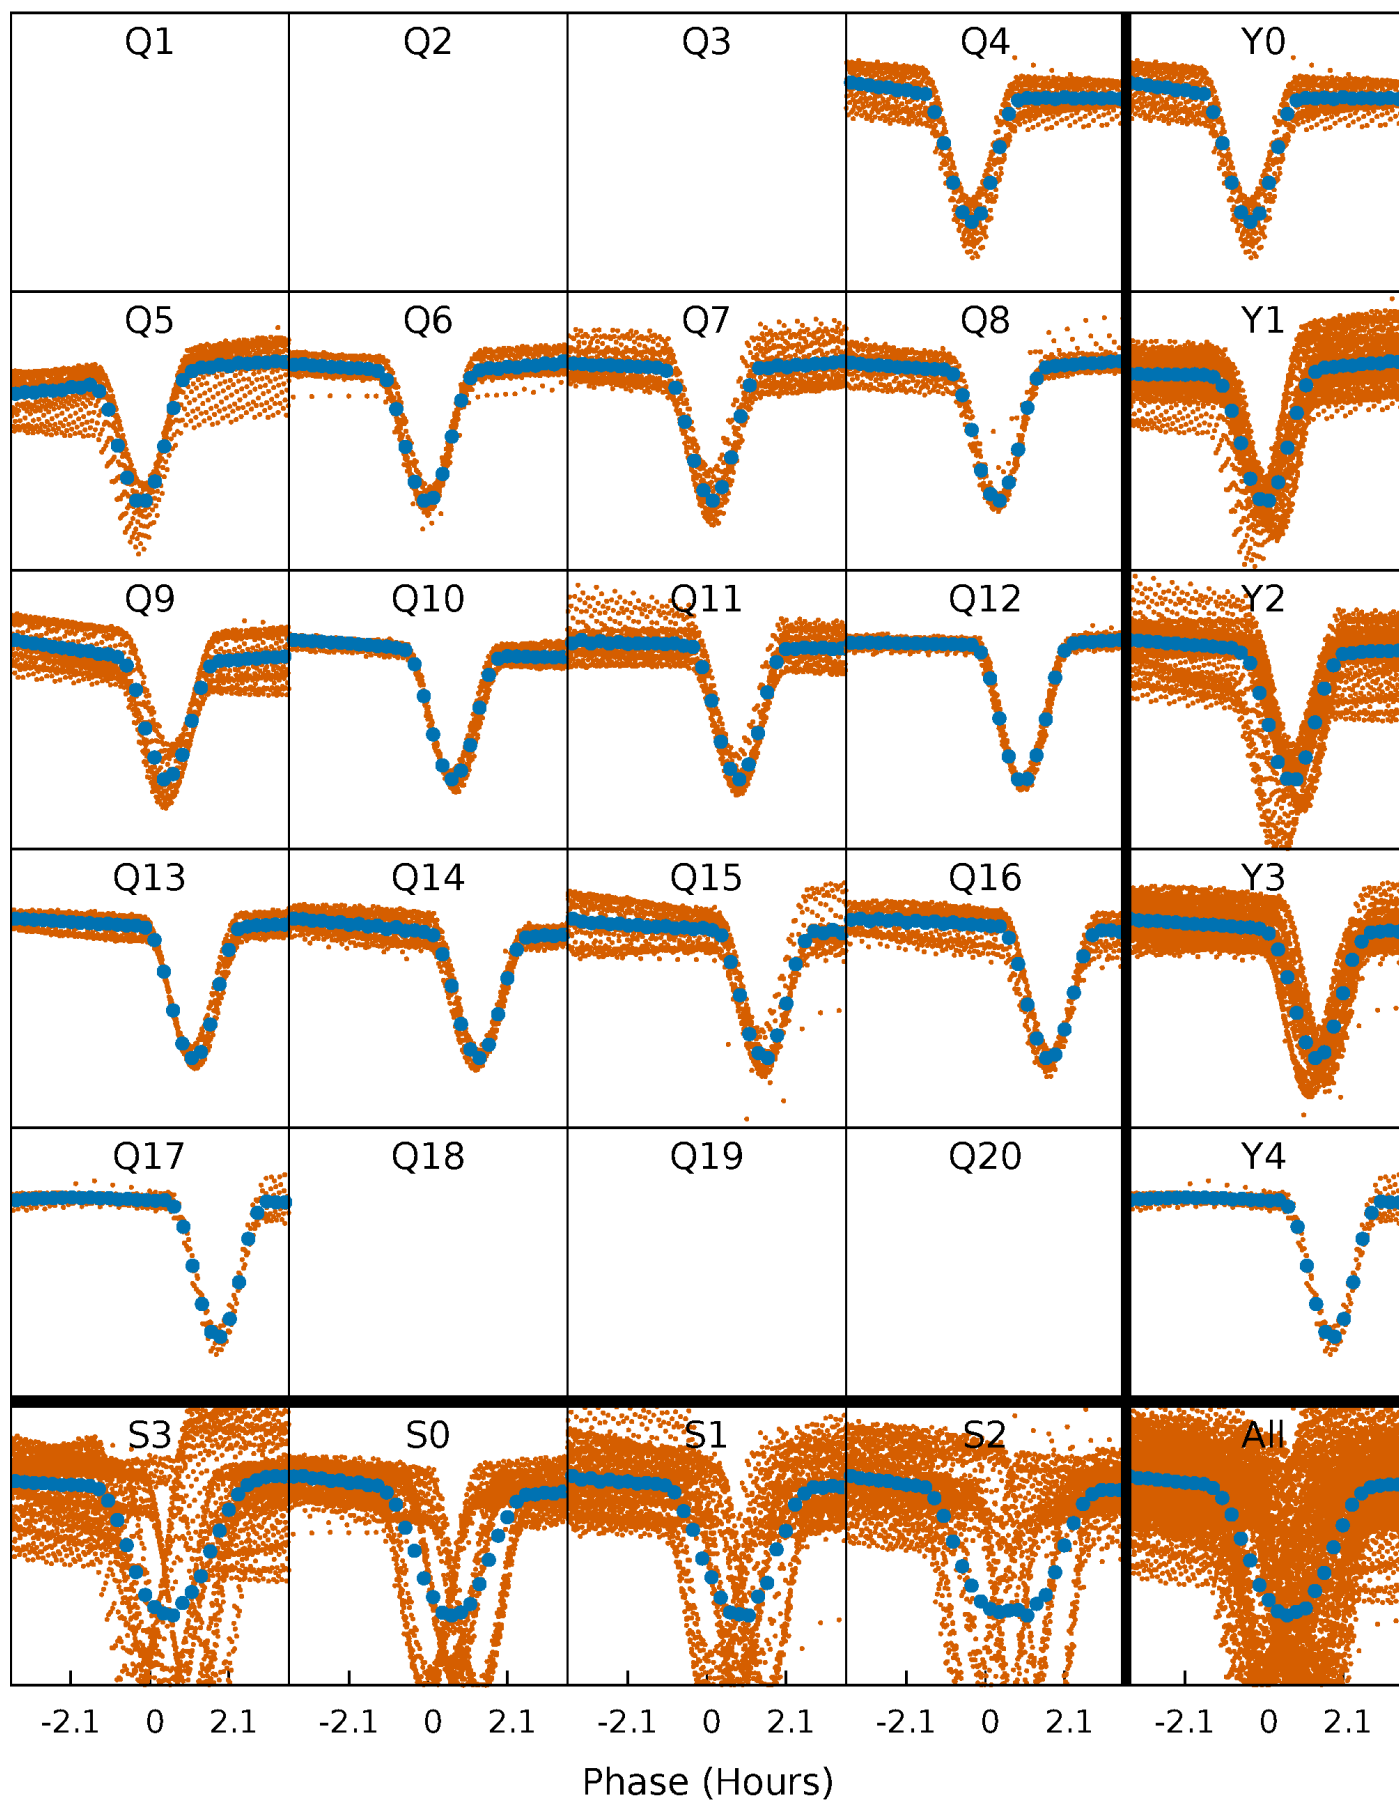 Q1 Q2 Q3 Q4 Y0
Q5 Q6 Q7 Q8 Y1
Q9 Q10 Q11 Q12 Y2
Q13 Q14 Q15 Q16 Y3
Q17 Q18 Q19 Q20 Y4
S3 S0 S1 S2 All
-2.1 0 2.1 -2.1 0 2.1 -2.1 0 2.1 -2.1 0 2.1 -2.1 0 2.1
Phase (Hours)